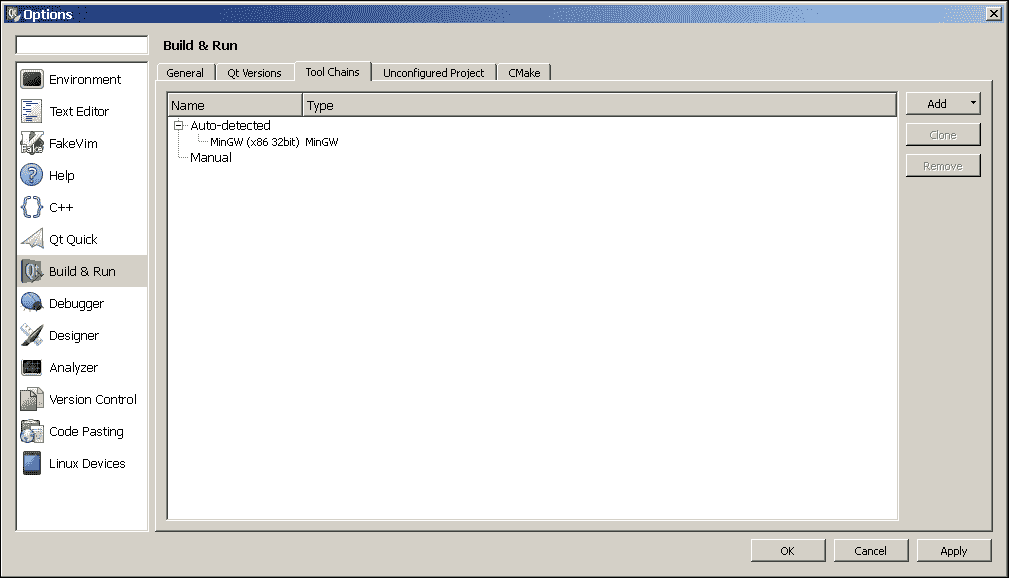 Options
Build & Run
General Qt Versions Tool Chains Unconfigured Project CMake
Environment
Text Editor
FakeVim
Help
C++
Qt Quick
Build & Run
Debugger
Designer
Analyzer
Version Control
Code Pasting
Linux Devices
Name Type
Auto-detected
MinGW (x86 32bit) MinGW
Manual
Add
Clone
Remove
OK Cancel Apply